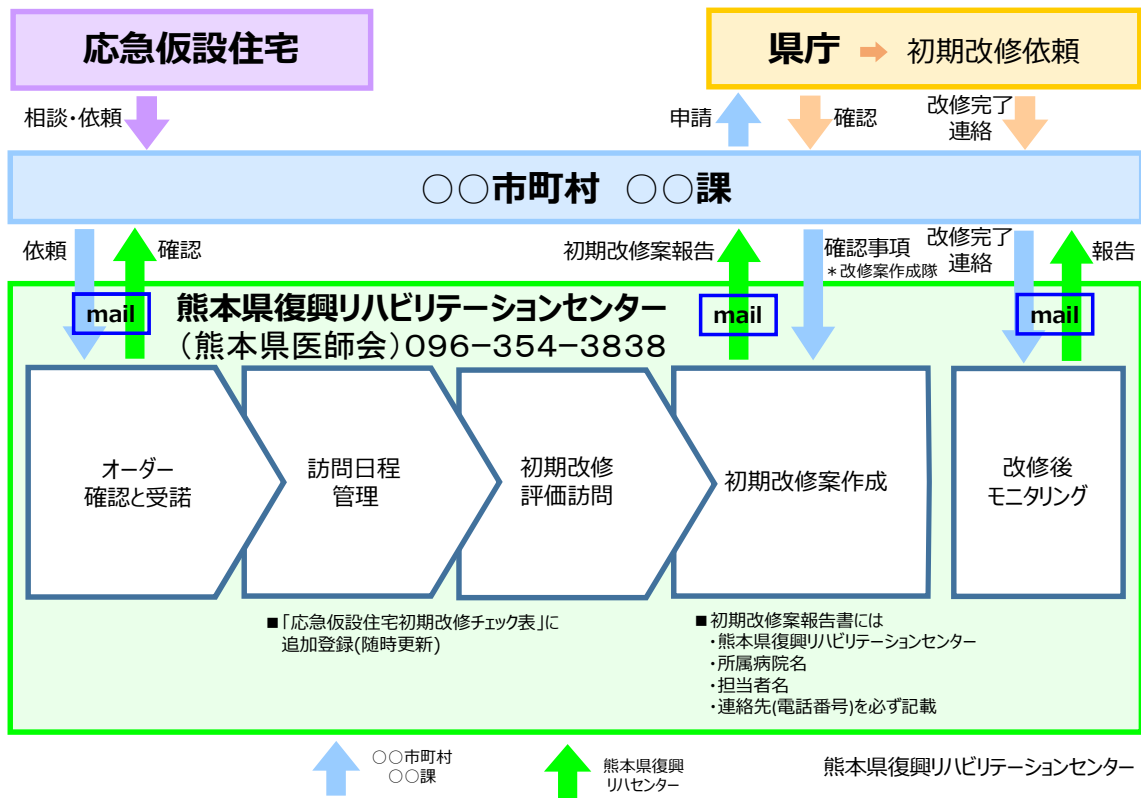 応急仮設住宅
県庁
初期改修依頼
相談・依頼
申請
確認
改修完了
連絡
○○市町村 ○○課
依頼
確認
初期改修案報告
確認事項
＊改修案作成隊
改修完了
連絡
報告
mail
熊本県復興リハビリテーションセンター
（熊本県医師会）０９６－３５４－３８３８
mail
mail
オーダー
確認と受諾
訪問日程
管理
初期改修
評価訪問
初期改修案作成
改修後
モニタリング
■「応急仮設住宅初期改修チェック表」に
追加登録(随時更新)
■初期改修案報告書には
・熊本県復興リハビリテーションセンター
・所属病院名
・担当者名
・連絡先(電話番号)を必ず記載
○○市町村
○○課
熊本県復興
リハセンター
熊本県復興リハビリテーションセンター